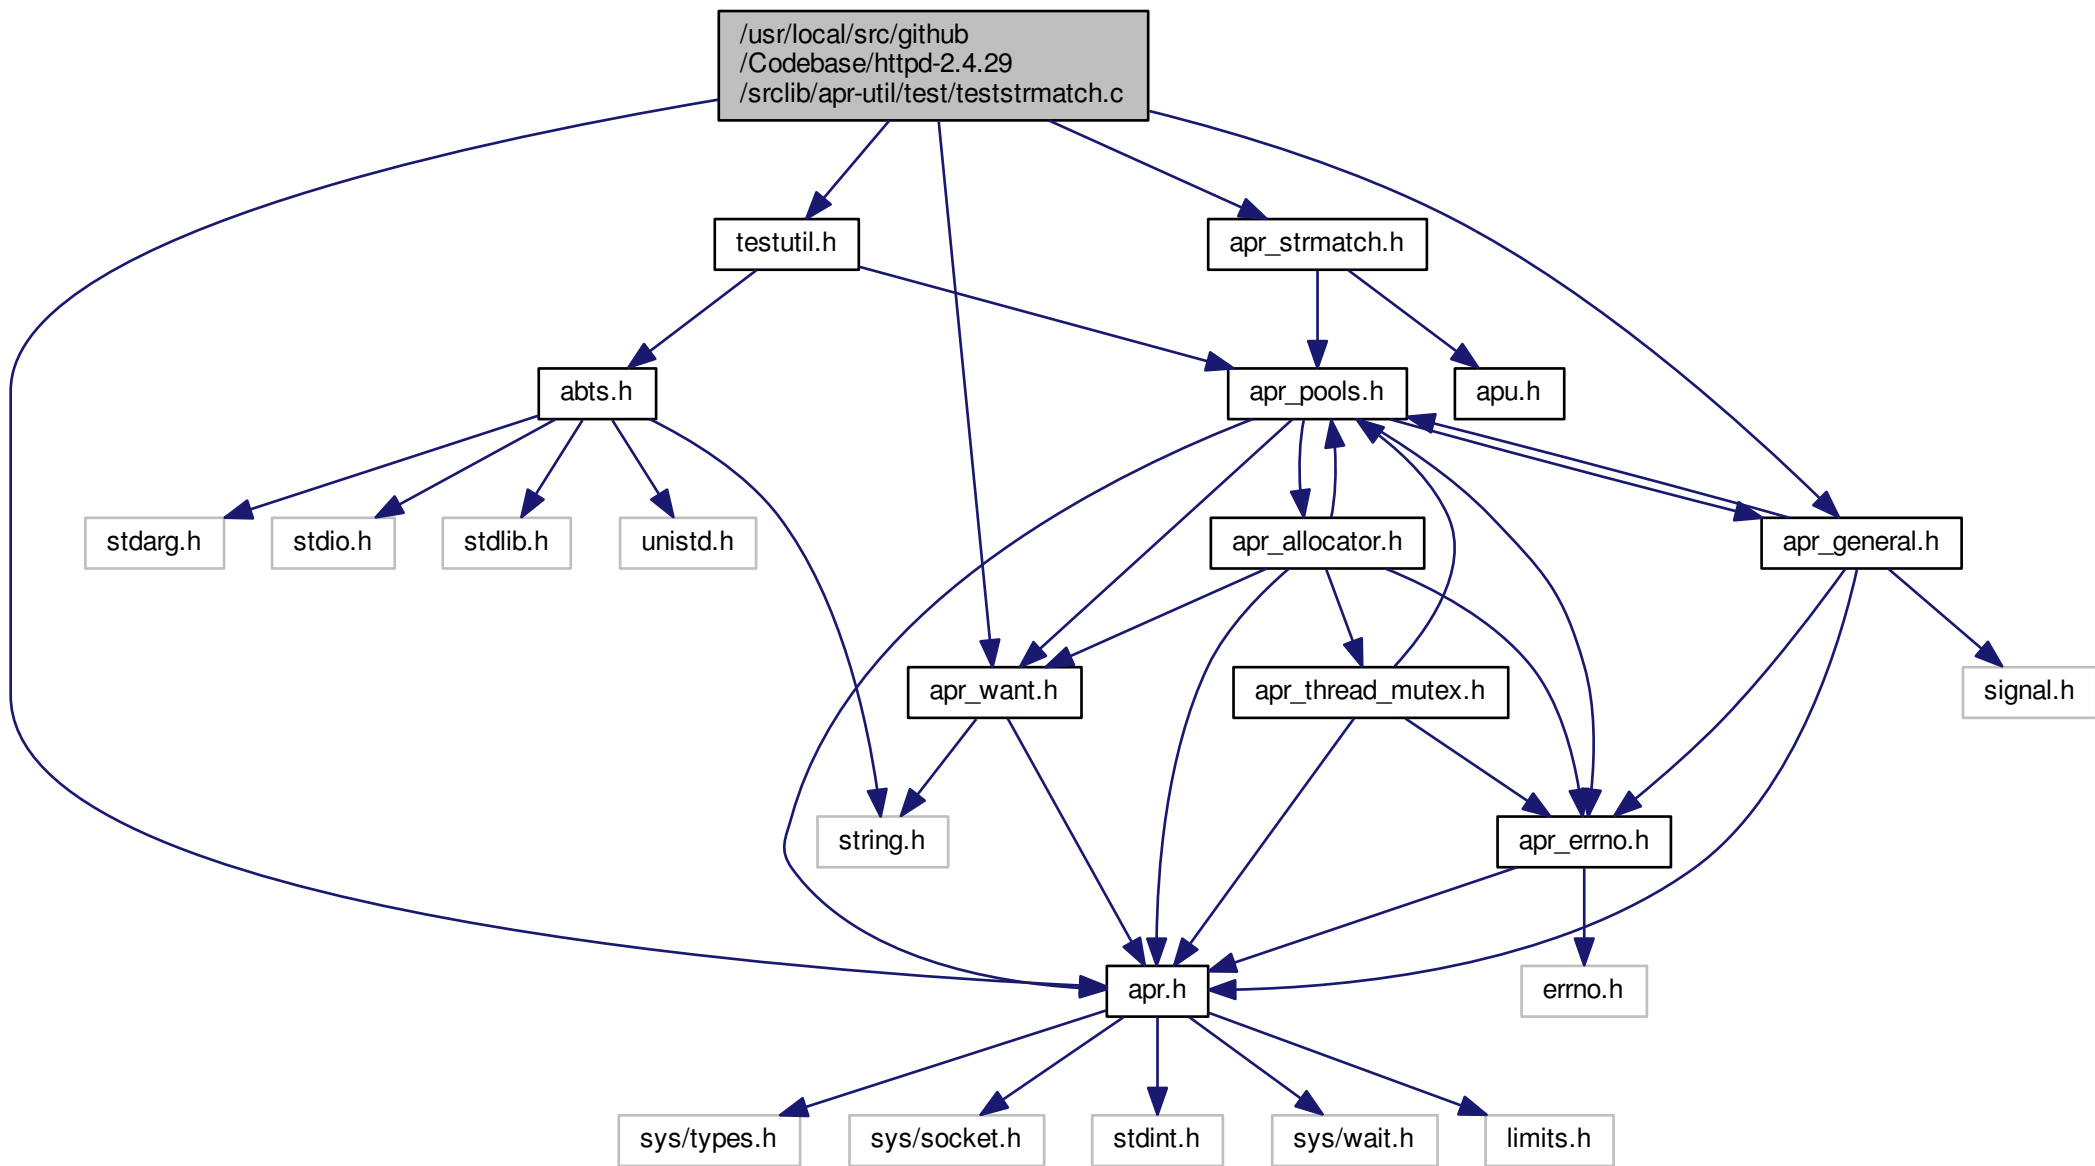 /usr/local/src/github
/Codebase/httpd-2.4.29
/srclib/apr-util/test/teststrmatch.c
testutil.h
apr_strmatch.h
abts.h
apr_pools.h
apu.h
stdarg.h
stdio.h
stdlib.h
unistd.h
apr_allocator.h
apr_general.h
apr_want.h
apr_thread_mutex.h
signal.h
string.h
apr_errno.h
apr.h
errno.h
sys/types.h
sys/socket.h
stdint.h
sys/wait.h
limits.h